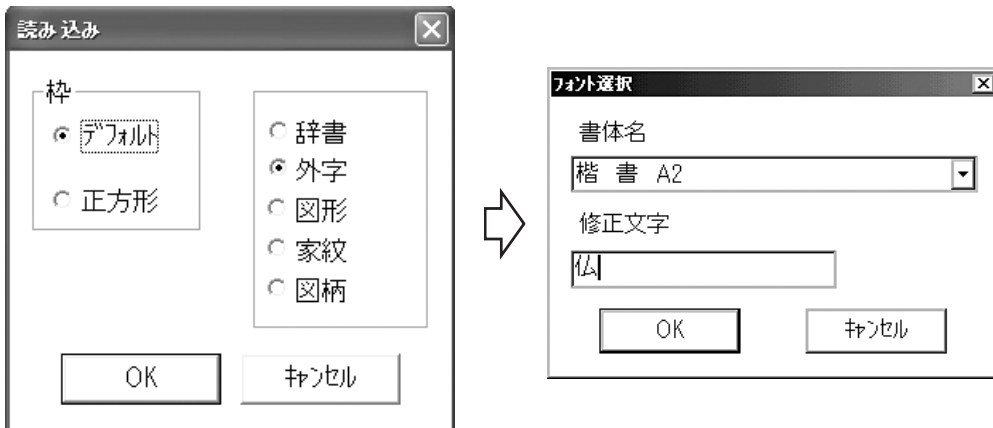 読み込み
枠
デフォルト
正方形
辞書
外字
図形
家紋
図柄
OK
キャンセル
フォント選択
書体名
楷 書 A2
修正文字
仏
OK
キャンセル